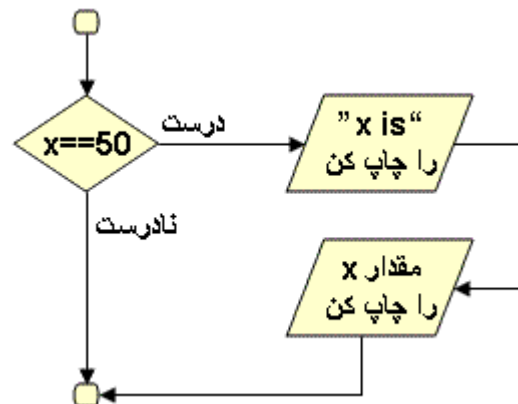 x==50
درست
“x is”
را چاپ کن
نادرست
مقدار x
را چاپ کن